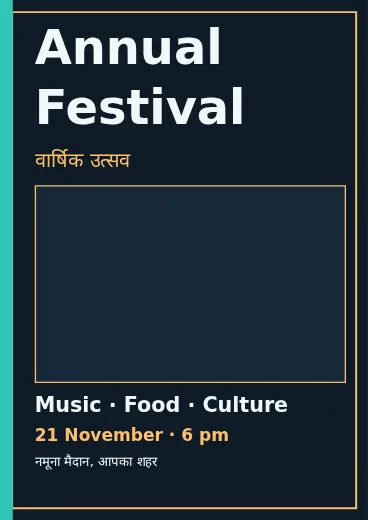 Annual
Festival
वार्षिक उत्सव
Music · Food · Culture
21 November · 6 pm
नमूना मैदान, आपका शहर